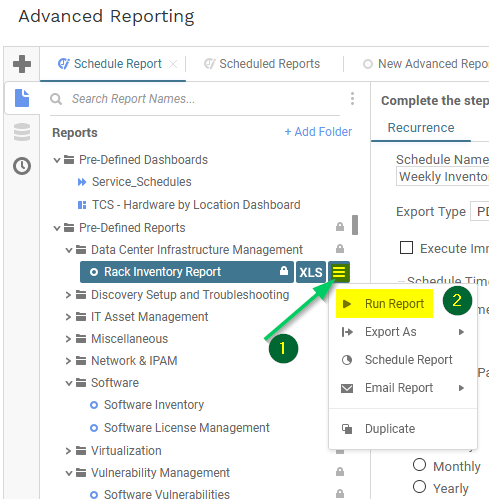 Advanced Reporting
Schedule Report
Scheduled Reports
New Advanced Repor
Search Report Names...
Reports
+ Add Folder
Pre-Defined Dashboards
Service_Schedules
TCS - Hardware by Location Dashboard
Pre-Defined Reports
Data Center Infrastructure Management
Rack Inventory Report
XLS
Discovery Setup and Troubleshooting
IT Asset Management
Miscellaneous
Network & IPAM
Software
Software Inventory
Software License Management
Virtualization
Vulnerability Management
Software Vulnerabilities
1
Run Report
2
Export As
Schedule Report
Email Report
Duplicate
Complete the step
Recurrence
Schedule Name
Weekly Inventor
Export Type
PD
Execute Imm
Schedule Time
Pa
Monthly
Yearly